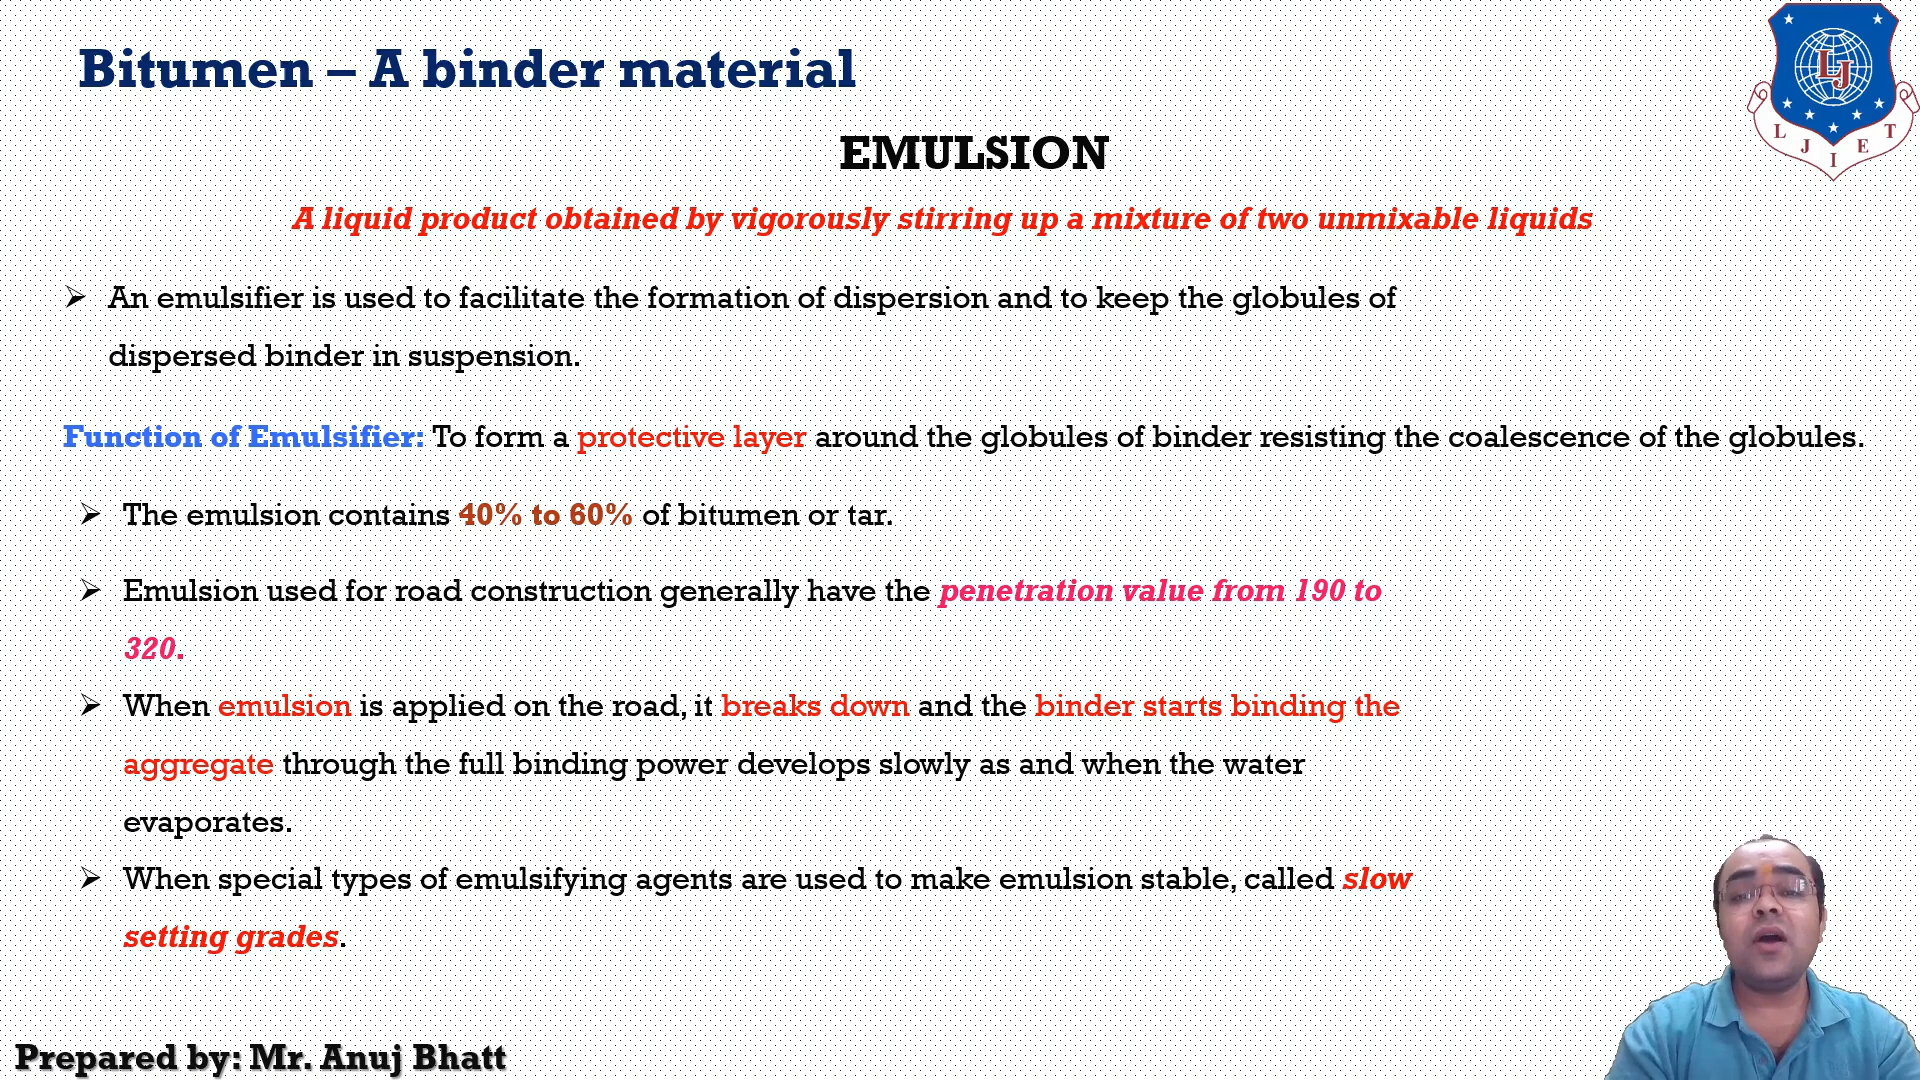 Bitumen – A binder material
LJ
L J I E T
EMULSION
A liquid product obtained by vigorously stirring up a mixture of two unmixable liquids
➢ An emulsifier is used to facilitate the formation of dispersion and to keep the globules of
dispersed binder in suspension.
Function of Emulsifier: To form a protective layer around the globules of binder resisting the coalescence of the globules.
➢ The emulsion contains 40% to 60% of bitumen or tar.
➢ Emulsion used for road construction generally have the penetration value from 190 to
320.
➢ When emulsion is applied on the road, it breaks down and the binder starts binding the
aggregate through the full binding power develops slowly as and when the water
evaporates.
➢ When special types of emulsifying agents are used to make emulsion stable, called slow
setting grades.
Prepared by: Mr. Anuj Bhatt